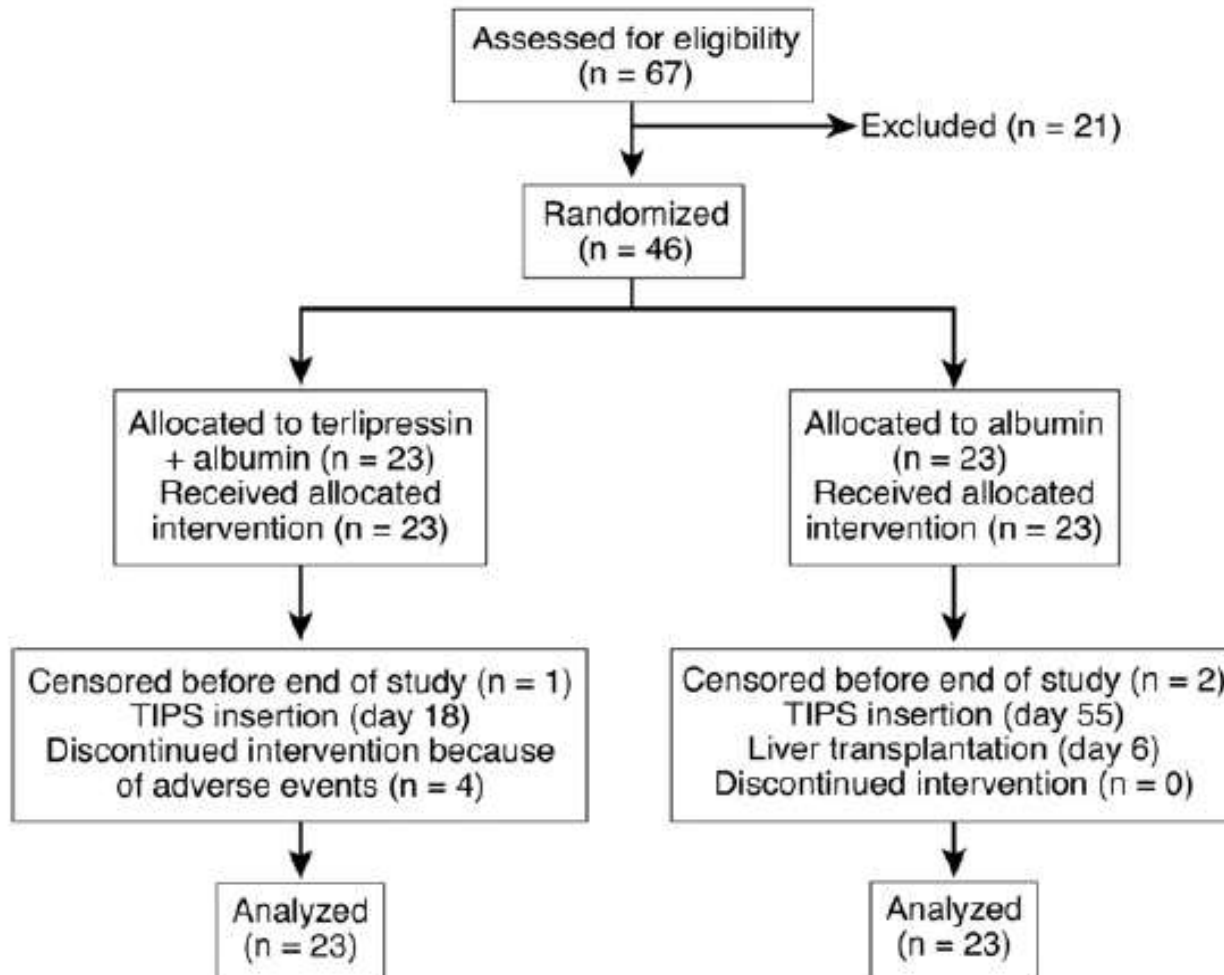 Assessed for eligibility
(n = 67)
Excluded (n = 21)
Randomized
(n = 46)
Allocated to terlipressin
+ albumin (n = 23)
Received allocated
intervention (n = 23)
Allocated to albumin
(n = 23)
Received allocated
intervention (n = 23)
Censored before end of study (n = 1)
TIPS insertion (day 18)
Discontinued intervention because
of adverse events (n = 4)
Censored before end of study (n = 2)
TIPS insertion (day 55)
Liver transplantation (day 6)
Discontinued intervention (n = 0)
Analyzed
(n = 23)
Analyzed
(n = 23)